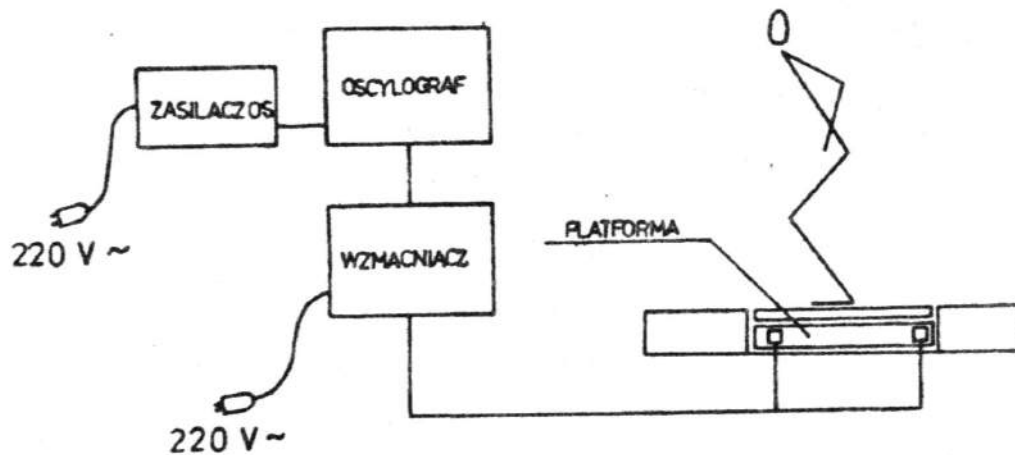 OSCYLOGRAF
ZASILACZ OS.
220 V ~
WZMACNIACZ
PLATFORMA
220 V ~